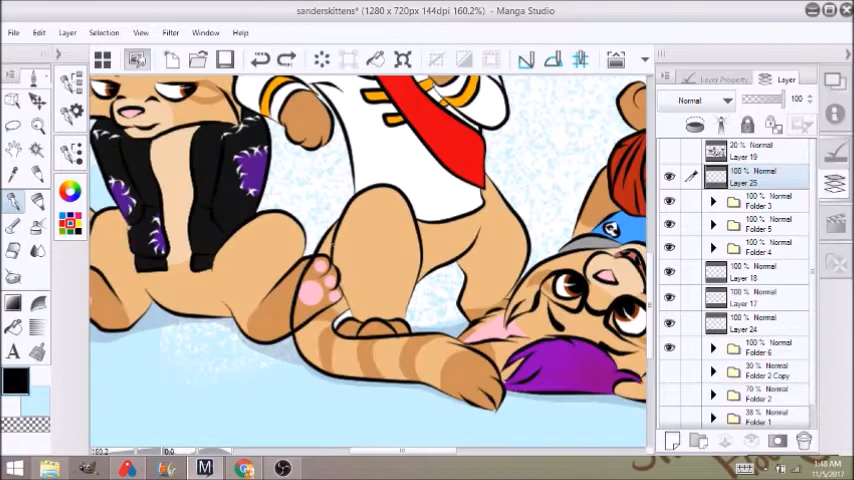 sanderskittens* (1280 x 720px 144dpi 160.2%) - Manga Studio
File Edit Layer Selection View Filter Window Help
Layer Property Layer
Normal 100
20 % Normal
Layer 19
100 % Normal
Layer 25
100 % Normal
Folder 3
100 % Normal
Folder 5
100 % Normal
Folder 4
100 % Normal
Layer 18
100 % Normal
Layer 17
100 % Normal
Layer 24
100 % Normal
Folder 6
30 % Normal
Folder 2 Copy
70 % Normal
Folder 2
38 % Normal
Folder 1
1:48 AM
11/5/2017